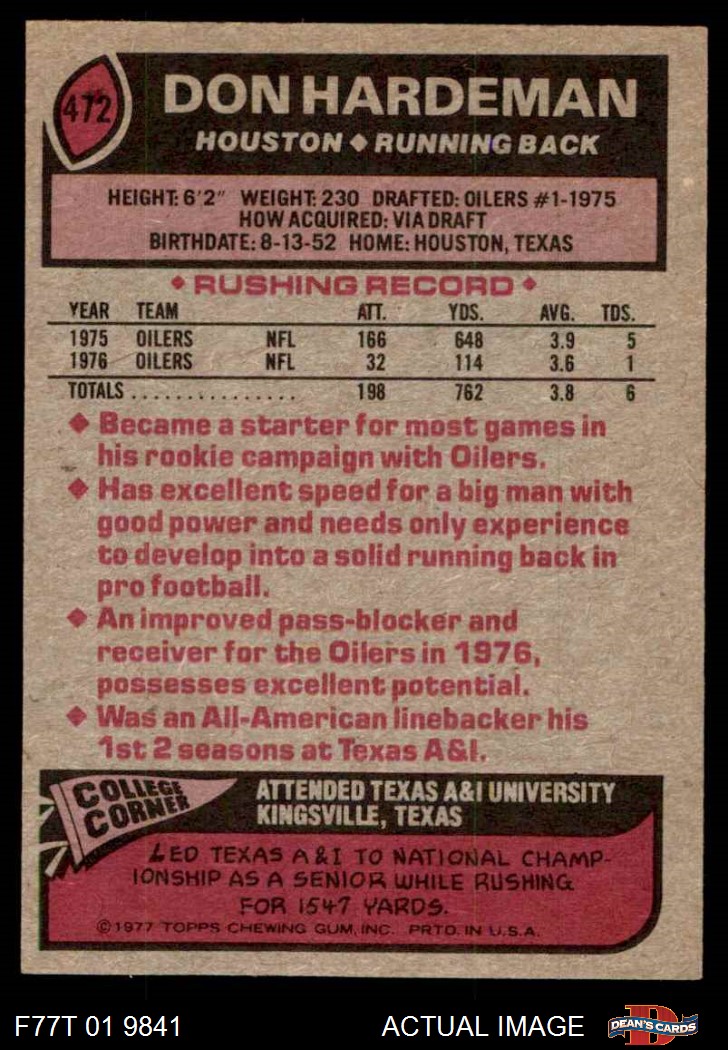 472
DON HARDEMAN
HOUSTON ◆ RUNNING BACK
HEIGHT: 6'2" WEIGHT: 230 DRAFTED: OILERS #1-1975
HOW ACQUIRED: VIA DRAFT
BIRTHDATE: 8-13-52 HOME: HOUSTON, TEXAS
◆ RUSHING RECORD ◆
YEAR TEAM ATT. YDS. AVG. TDS.
1975 OILERS NFL 166 648 3.9 5
1976 OILERS NFL 32 114 3.6 1
TOTALS ................ 198 762 3.8 6
◆ Became a starter for most games in
his rookie campaign with Oilers.
◆ Has excellent speed for a big man with
good power and needs only experience
to develop into a solid running back in
pro football.
◆ An improved pass-blocker and
receiver for the Oilers in 1976,
possesses excellent potential.
◆ Was an All-American linebacker his
1st 2 seasons at Texas A&I.
COLLEGE
CORNER
ATTENDED TEXAS A&I UNIVERSITY
KINGSVILLE, TEXAS
LED TEXAS A & I TO NATIONAL CHAMP-
IONSHIP AS A SENIOR WHILE RUSHING
FOR 1547 YARDS.
©1977 TOPPS CHEWING GUM, INC. PRTD. IN U.S.A.
F77T 01 9841 ACTUAL IMAGE
D
DEAN'S CARDS